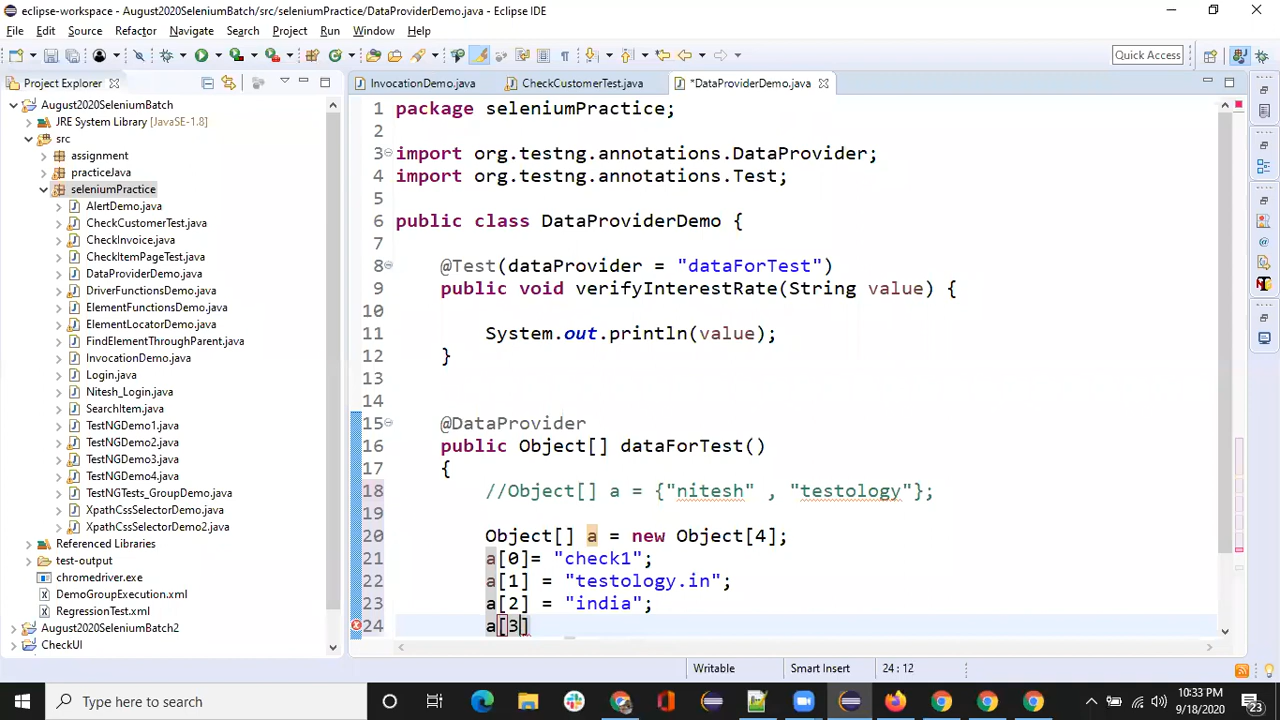 eclipse-workspace - August2020SeleniumBatch/src/seleniumPractice/DataProviderDemo.java - Eclipse IDE
File Edit Source Refactor Navigate Search Project Run Window Help
Quick Access
Project Explorer
InvocationDemo.java
CheckCustomerTest.java
*DataProviderDemo.java
August2020SeleniumBatch
JRE System Library [JavaSE-1.8]
src
assignment
practiceJava
seleniumPractice
AlertDemo.java
CheckCustomerTest.java
CheckInvoice.java
CheckItemPageTest.java
DataProviderDemo.java
DriverFunctionsDemo.java
ElementFunctionsDemo.java
ElementLocatorDemo.java
FindElementThroughParent.java
InvocationDemo.java
Login.java
Nitesh_Login.java
SearchItem.java
TestNGDemo1.java
TestNGDemo2.java
TestNGDemo3.java
TestNGDemo4.java
TestNGTests_GroupDemo.java
XpathCssSelectorDemo.java
XpathCssSelectorDemo2.java
Referenced Libraries
test-output
chromedriver.exe
DemoGroupExecution.xml
RegressionTest.xml
August2020SeleniumBatch2
CheckUI
1 package seleniumPractice;
2
3 import org.testng.annotations.DataProvider;
4 import org.testng.annotations.Test;
5
6 public class DataProviderDemo {
7
8 @Test(dataProvider = "dataForTest")
9 public void verifyInterestRate(String value) {
10
11 System.out.println(value);
12 }
13
14
15 @DataProvider
16 public Object[] dataForTest()
17 {
18 //Object[] a = {"nitesh" , "testology"};
19
20 Object[] a = new Object[4];
21 a[0]= "check1";
22 a[1] = "testology.in";
23 a[2] = "india";
24 a[3]
Writable
Smart Insert
24 : 12
Type here to search
10:33 PM
9/18/2020
23